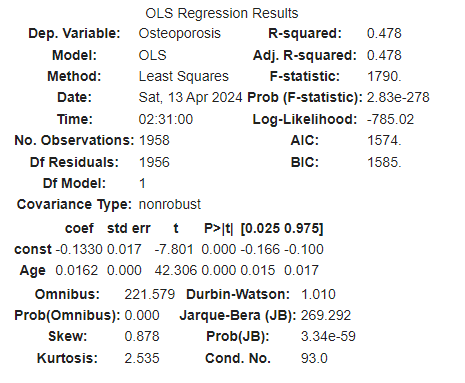 OLS Regression Results
Dep. Variable: Osteoporosis R-squared: 0.478
Model: OLS Adj. R-squared: 0.478
Method: Least Squares F-statistic: 1790.
Date: Sat, 13 Apr 2024 Prob (F-statistic): 2.83e-278
Time: 02:31:00 Log-Likelihood: -785.02
No. Observations: 1958 AIC: 1574.
Df Residuals: 1956 BIC: 1585.
Df Model: 1
Covariance Type: nonrobust
coef std err t P>|t| [0.025 0.975]
const -0.1330 0.017 -7.801 0.000 -0.166 -0.100
Age 0.0162 0.000 42.306 0.000 0.015 0.017
Omnibus: 221.579 Durbin-Watson: 1.010
Prob(Omnibus): 0.000 Jarque-Bera (JB): 269.292
Skew: 0.878 Prob(JB): 3.34e-59
Kurtosis: 2.535 Cond. No. 93.0